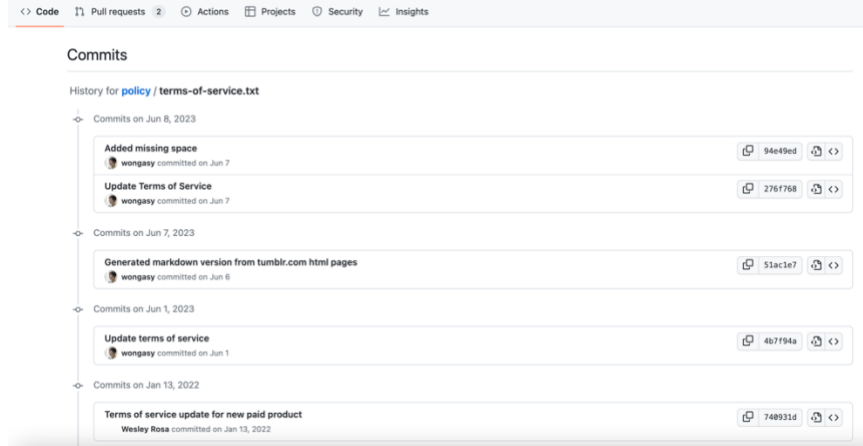 <> Code Pull requests 2 Actions Projects Security Insights
Commits
History for policy / terms-of-service.txt
Commits on Jun 8, 2023
Added missing space
wongasy committed on Jun 7
94e49ed <>
Update Terms of Service
wongasy committed on Jun 7
276f768 <>
Commits on Jun 7, 2023
Generated markdown version from tumblr.com html pages
wongasy committed on Jun 6
51ac1e7 <>
Commits on Jun 1, 2023
Update terms of service
wongasy committed on Jun 1
4b7f94a <>
Commits on Jan 13, 2022
Terms of service update for new paid product
Wesley Rosa committed on Jan 13, 2022
740931d <>